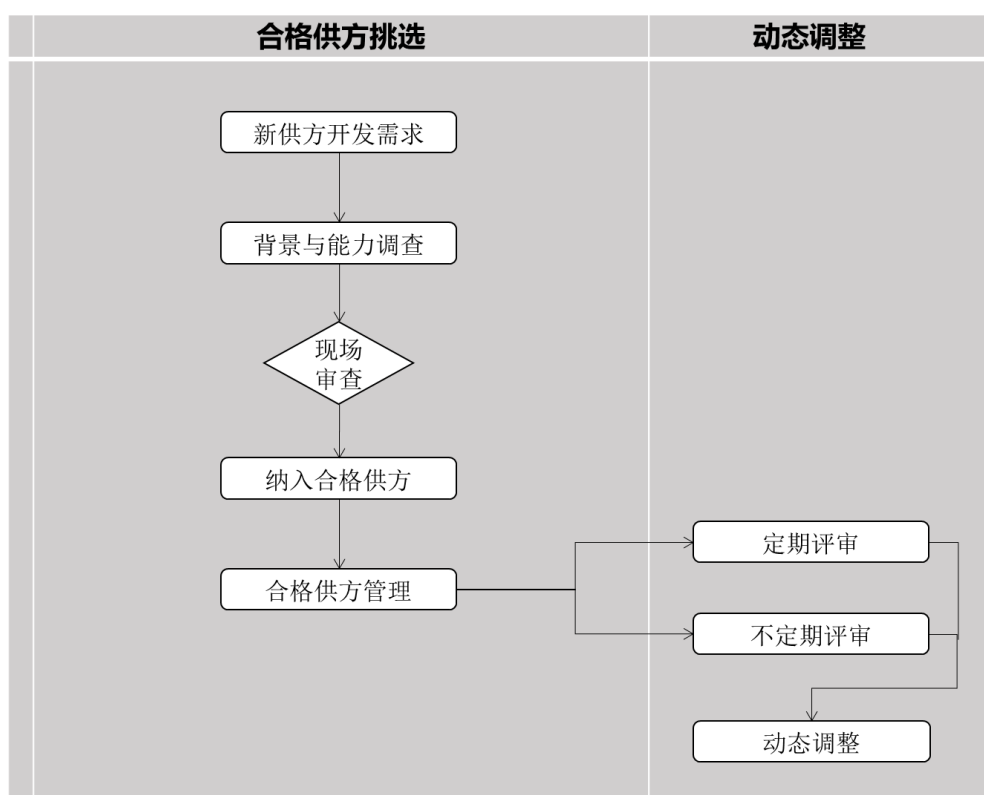 合格供方挑选
动态调整
新供方开发需求
背景与能力调查
现场
审查
纳入合格供方
合格供方管理
定期评审
不定期评审
动态调整